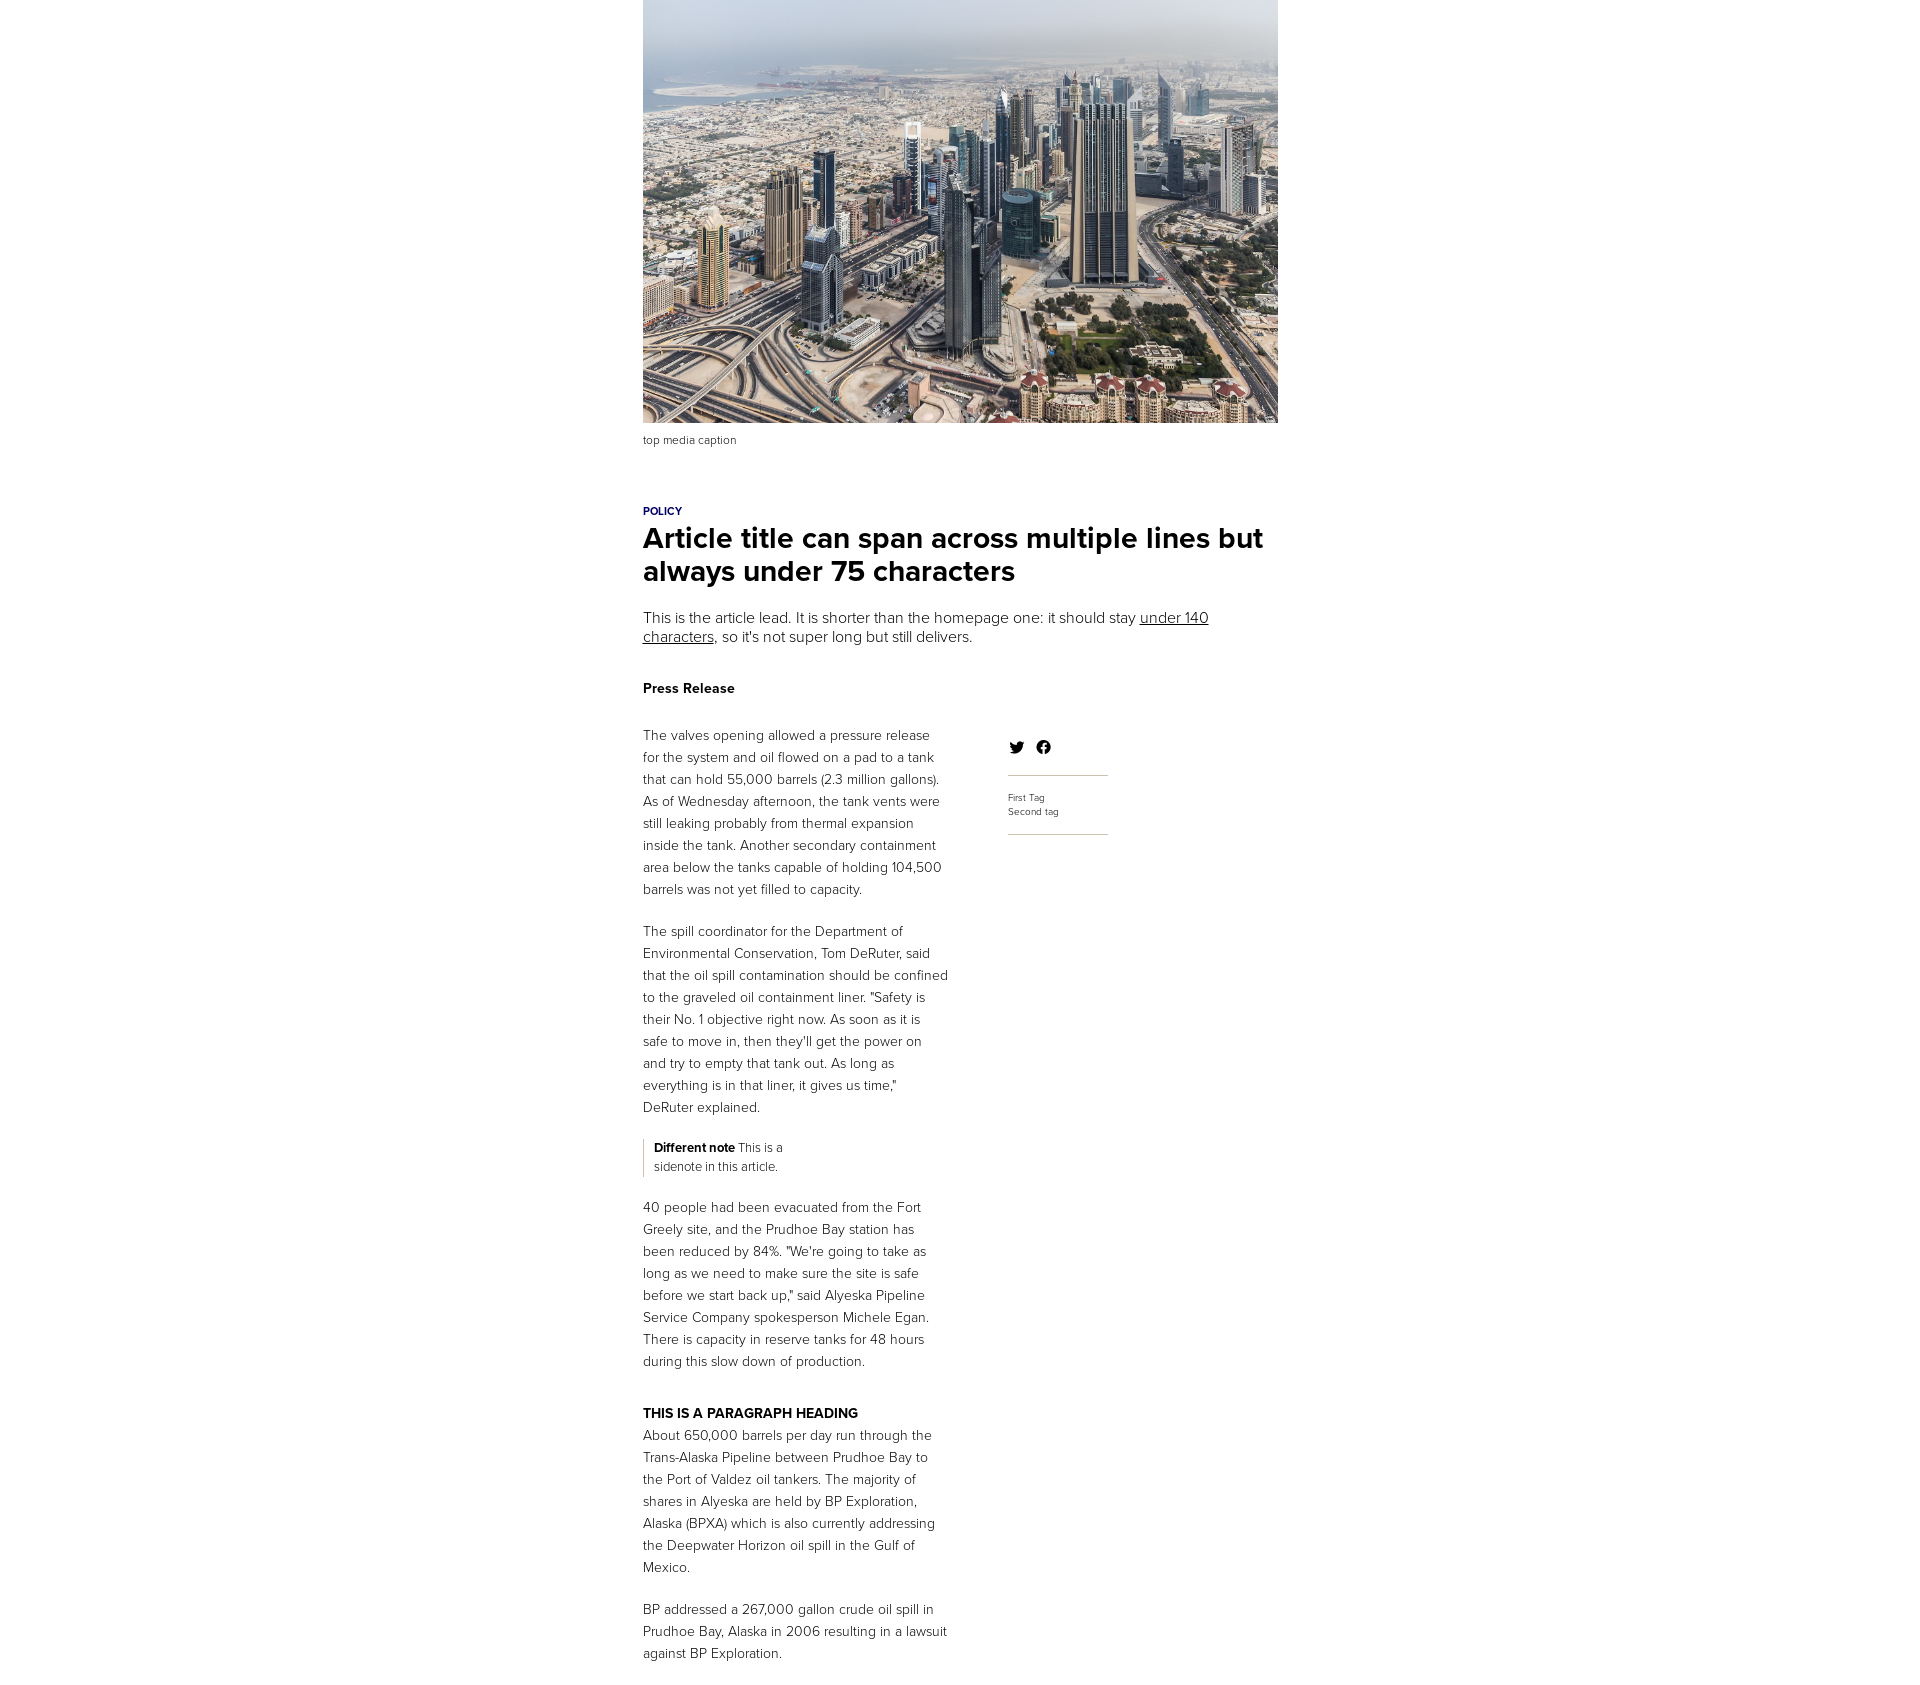 top media caption
POLICY
Article title can span across multiple lines but
always under 75 characters
This is the article lead. It is shorter than the homepage one: it should stay under 140
characters, so it's not super long but still delivers.
Press Release
The valves opening allowed a pressure release
for the system and oil flowed on a pad to a tank
that can hold 55,000 barrels (2.3 million gallons).
As of Wednesday afternoon, the tank vents were
still leaking probably from thermal expansion
inside the tank. Another secondary containment
area below the tanks capable of holding 104,500
barrels was not yet filled to capacity.
The spill coordinator for the Department of
Environmental Conservation, Tom DeRuter, said
that the oil spill contamination should be confined
to the graveled oil containment liner. "Safety is
their No. 1 objective right now. As soon as it is
safe to move in, then they'll get the power on
and try to empty that tank out. As long as
everything is in that liner, it gives us time,"
DeRuter explained.
Different note This is a
sidenote in this article.
40 people had been evacuated from the Fort
Greely site, and the Prudhoe Bay station has
been reduced by 84%. "We're going to take as
long as we need to make sure the site is safe
before we start back up," said Alyeska Pipeline
Service Company spokesperson Michele Egan.
There is capacity in reserve tanks for 48 hours
during this slow down of production.
THIS IS A PARAGRAPH HEADING
About 650,000 barrels per day run through the
Trans-Alaska Pipeline between Prudhoe Bay to
the Port of Valdez oil tankers. The majority of
shares in Alyeska are held by BP Exploration,
Alaska (BPXA) which is also currently addressing
the Deepwater Horizon oil spill in the Gulf of
Mexico.
BP addressed a 267,000 gallon crude oil spill in
Prudhoe Bay, Alaska in 2006 resulting in a lawsuit
against BP Exploration.
First Tag
Second tag